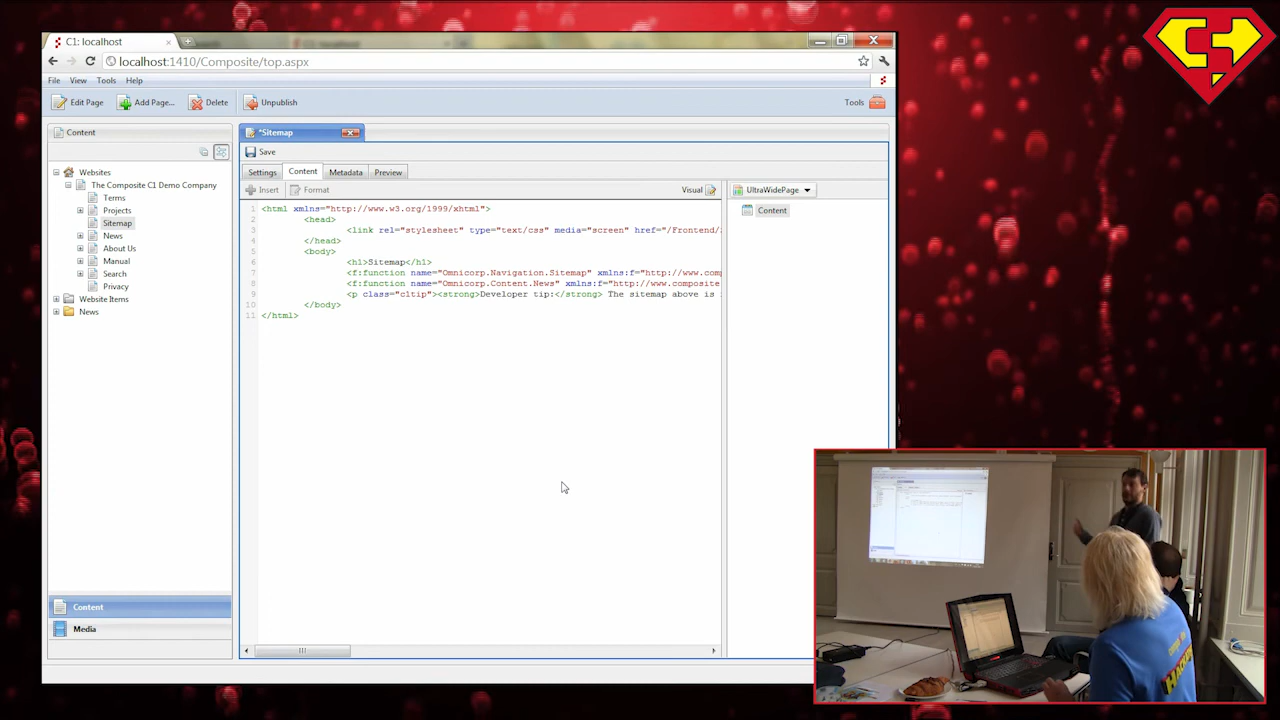 C1: localhost
localhost:1410/Composite/top.aspx
File View Tools Help
Edit Page Add Page... Delete Unpublish Tools
Content
Websites
The Composite C1 Demo Company
Terms
Projects
Sitemap
News
About Us
Manual
Search
Privacy
Website Items
News
Content
Media
*Sitemap
Save
Settings Content Metadata Preview
Insert Format Visual
UltraWidePage
Content
1 <html xmlns="http://www.w3.org/1999/xhtml">
2 <head>
3 <link rel="stylesheet" type="text/css" media="screen" href="/Frontend/
4 </head>
5 <body>
6 <h1>Sitemap</h1>
7 <f:function name="Omnicorp.Navigation.Sitemap" xmlns:f="http://www.comp
8 <f:function name="Omnicorp.Content.News" xmlns:f="http://www.composite
9 <p class="c1tip"><strong>Developer tip:</strong> The sitemap above is
10 </body>
11 </html>